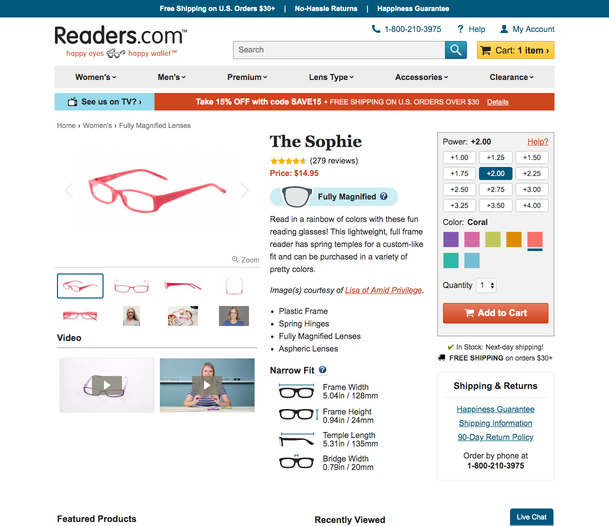 Free Shipping on U.S. Orders $30+ | No-Hassle Returns | Happiness Guarantee
Readers.com™
happy eyes happy wallet™
1-800-210-3975 ? Help My Account
Search
Cart: 1 item ›
Women's Men's Premium Lens Type Accessories Clearance
See us on TV? ›
Take 15% OFF with code SAVE15 + FREE SHIPPING ON U.S. ORDERS OVER $30 Details
Home › Women's › Fully Magnified Lenses
Zoom
Video
The Sophie
(279 reviews)
Price: $14.95
Fully Magnified ?
Read in a rainbow of colors with these fun
reading glasses! This lightweight, full frame
reader has spring temples for a custom-like
fit and can be purchased in a variety of
pretty colors.
Image(s) courtesy of Lisa of Amid Privilege.
• Plastic Frame
• Spring Hinges
• Fully Magnified Lenses
• Aspheric Lenses
Narrow Fit ?
Frame Width
5.04in / 128mm
Frame Height
0.94in / 24mm
Temple Length
5.31in / 135mm
Bridge Width
0.79in / 20mm
Power: +2.00 Help?
+1.00 +1.25 +1.50
+1.75 +2.00 +2.25
+2.50 +2.75 +3.00
+3.25 +3.50 +4.00
Color: Coral
Quantity 1
Add to Cart
✓ In Stock: Next-day shipping!
FREE SHIPPING on orders $30+
Shipping & Returns
Happiness Guarantee
Shipping Information
90-Day Return Policy
Order by phone at
1-800-210-3975
Featured Products
Recently Viewed
Live Chat